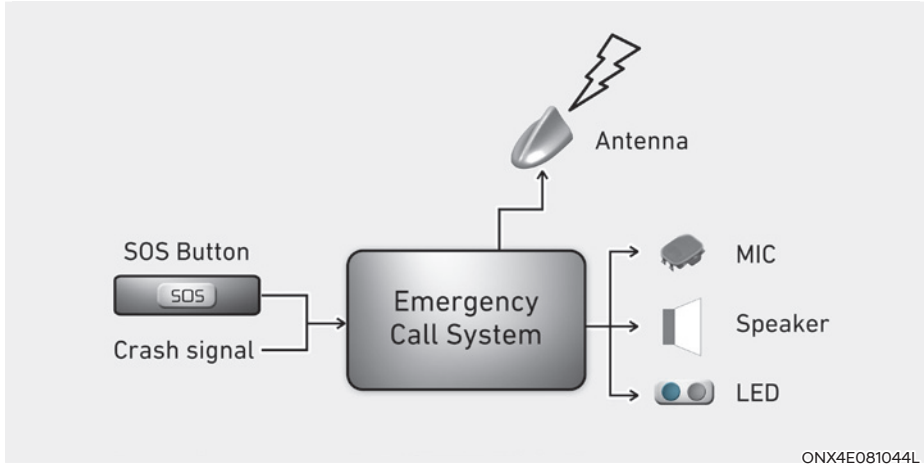 Antenna
SOS Button
SOS
Crash signal
Emergency
Call System
MIC
Speaker
LED
ONX4E081044L